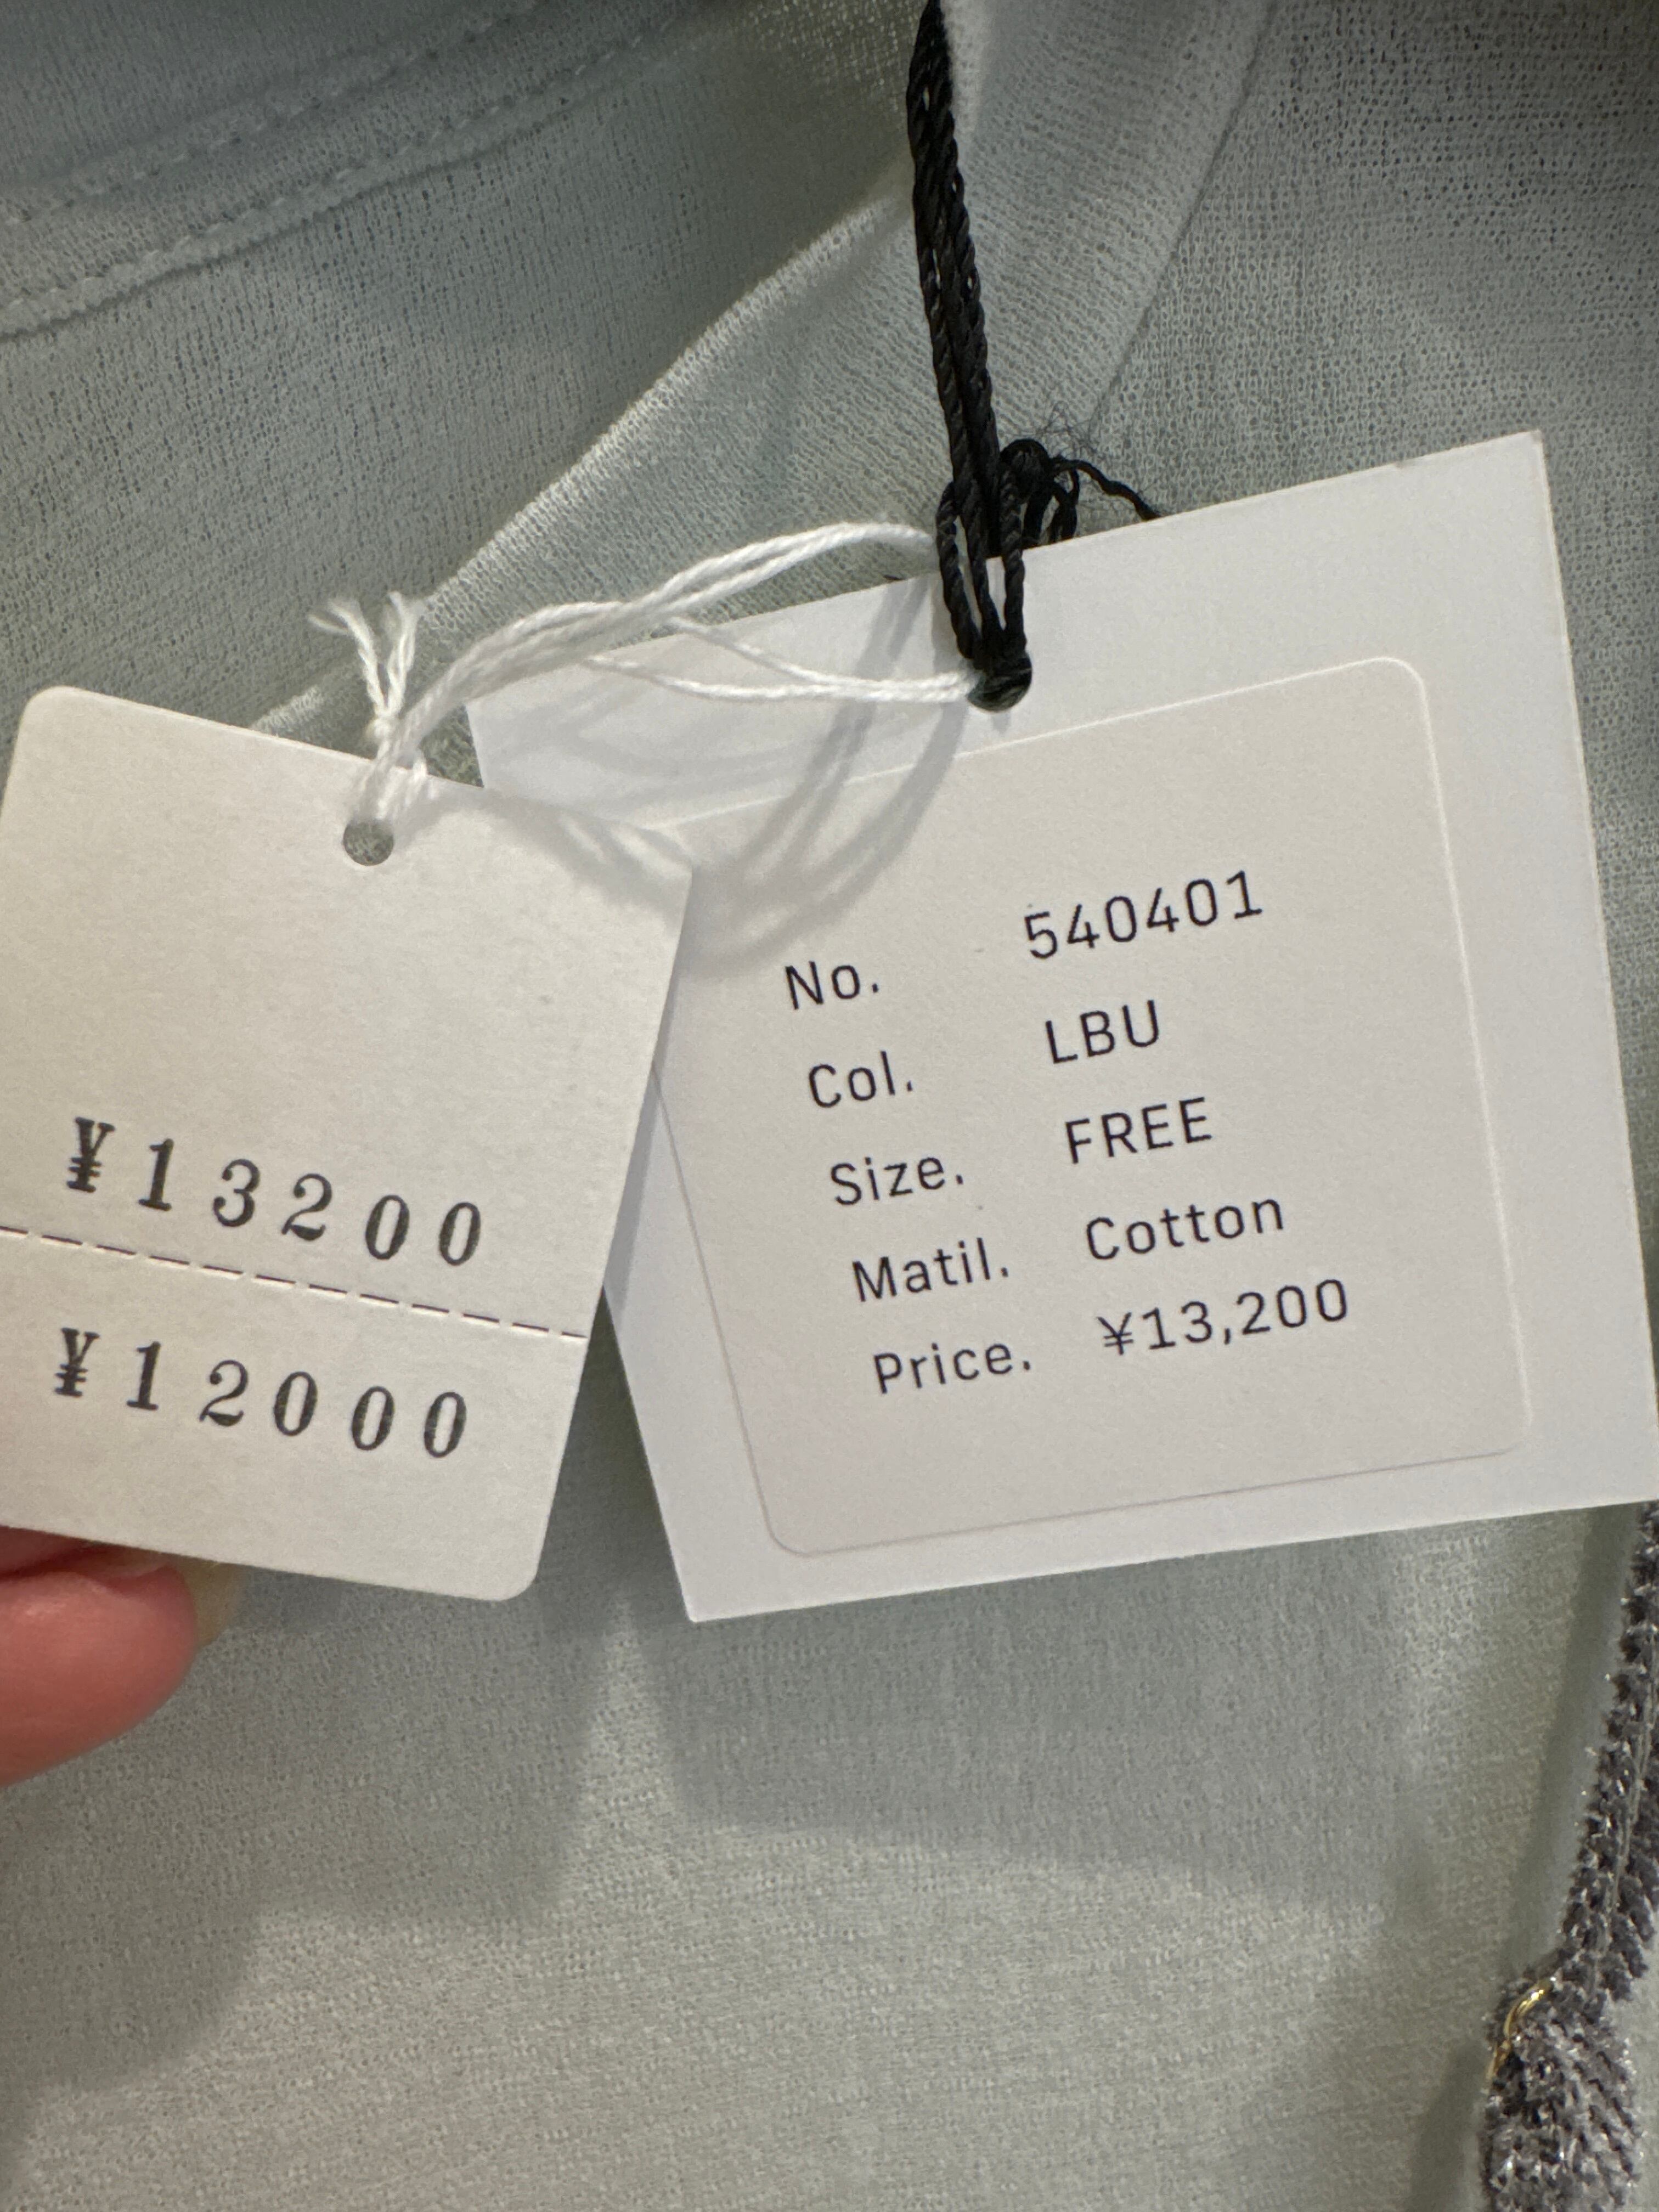 ¥13200
¥12000
No. 540401
Col. LBU
Size. FREE
Matil. Cotton
Price. ¥13,200